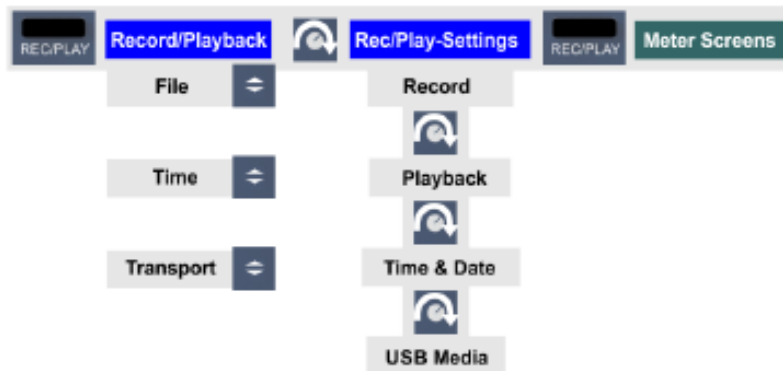 REC/PLAY Record/Playback Rec/Play-Settings REC/PLAY Meter Screens
File Record
Time Playback
Transport Time & Date
USB Media